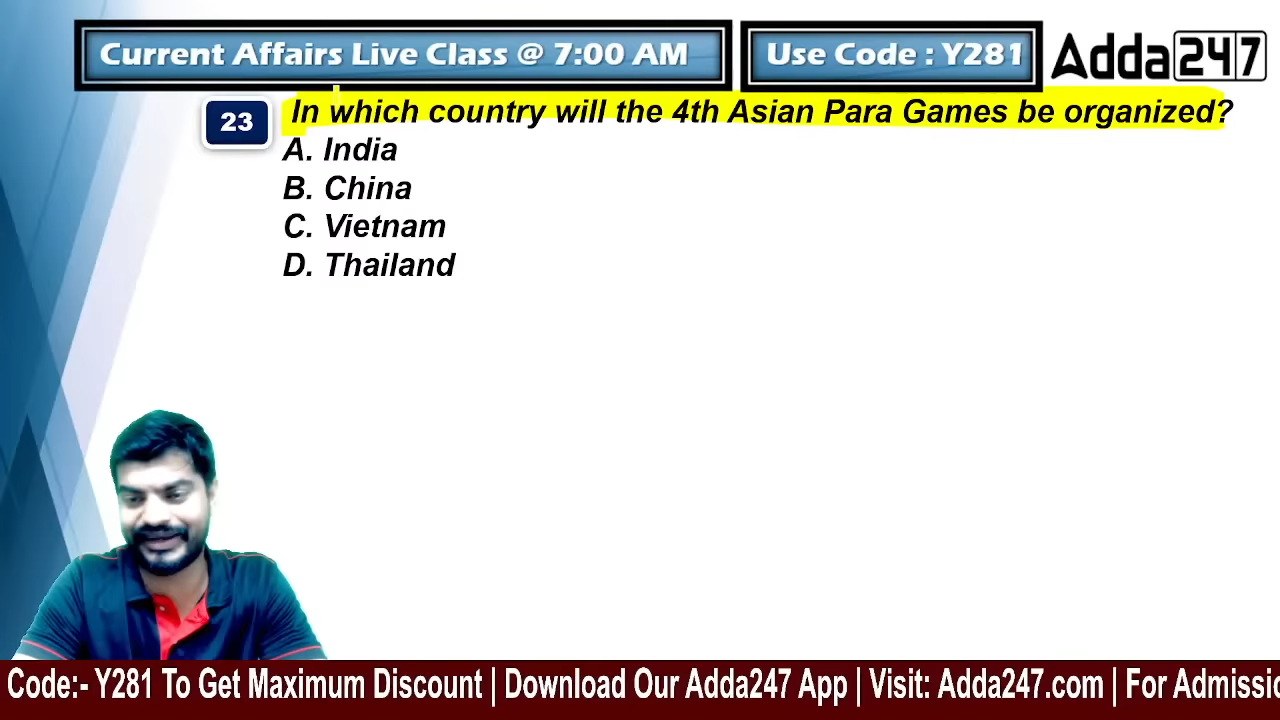 Current Affairs Live Class @ 7:00 AM
Use Code : Y281
Adda247
23
In which country will the 4th Asian Para Games be organized?
A. India
B. China
C. Vietnam
D. Thailand
Code:- Y281 To Get Maximum Discount | Download Our Adda247 App | Visit: Adda247.com | For Admissi